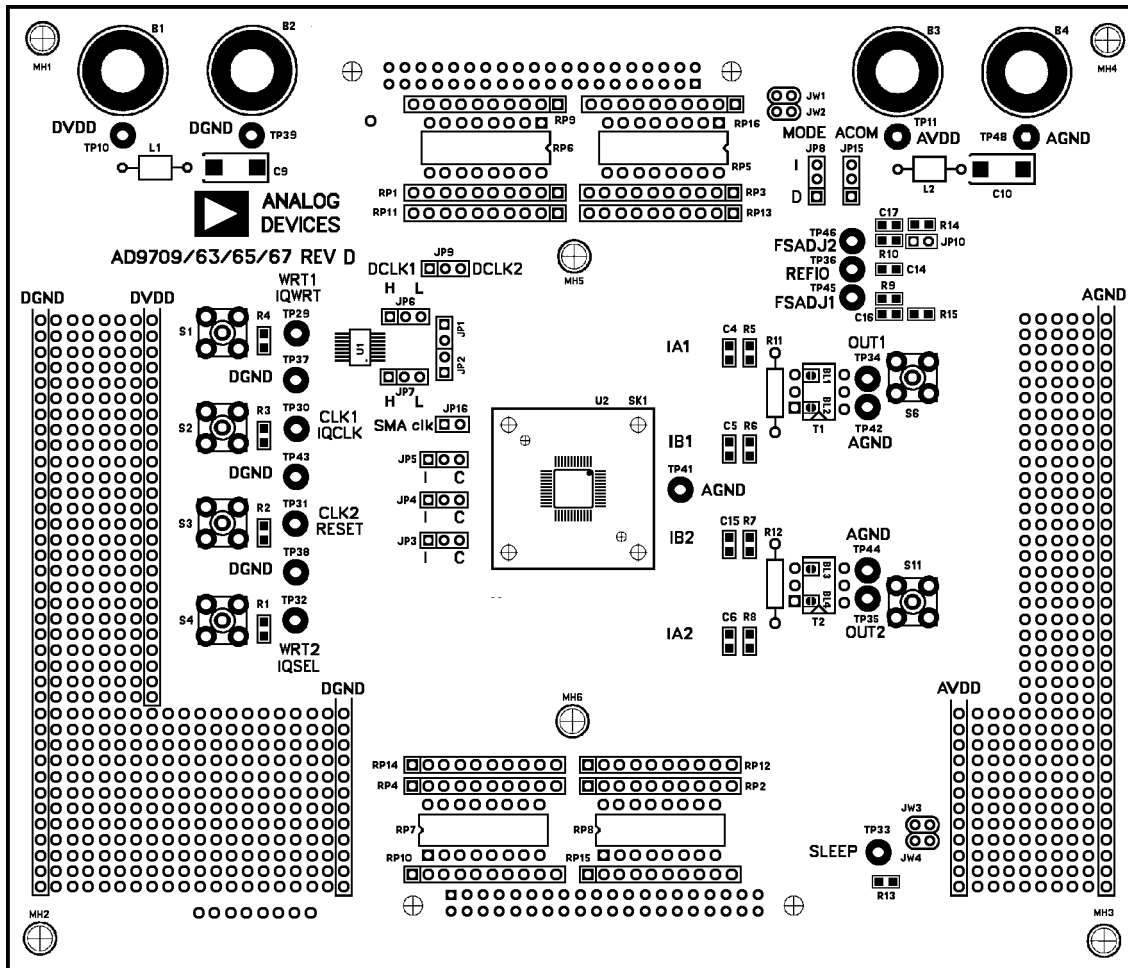 B1
B2
B3
B4
MH1
MH4
DVDD
TP10
DGND
TP39
L1
C9
RP9
RP16
RP6
RP5
RP1
RP3
RP11
RP13
JW1
JW2
MODE
ACOM
JP8
JP15
I
D
TP11
AVDD
TP48
AGND
L2
C10
ANALOG
DEVICES
AD9709/63/65/67 REV D
MH5
C17
R14
TP46
FSADJ2
JP10
R10
TP36
REFIO
C14
TP45
FSADJ1
R9
C16
R15
JP9
DCLK1
DCLK2
H L
JP6
U1
JP1
JP2
JP7
H L
SMA clk
JP16
JP5
I C
JP4
I C
JP3
I C
DGND
DVDD
WRT1
IQWRT
S1
R4
TP29
TP37
DGND
S2
R3
TP30
CLK1
IQCLK
TP43
DGND
S3
R2
TP31
CLK2
RESET
TP38
DGND
S4
R1
TP32
WRT2
IQSEL
DGND
U2
SK1
TP41
AGND
IA1
C4
R5
R11
IB1
C5
R6
BL1
BL2
T1
OUT1
TP34
TP42
AGND
S6
IB2
C15
R7
R12
IA2
C6
R8
BL3
BL4
T2
AGND
TP44
TP35
OUT2
S11
AGND
AVDD
MH6
RP14
RP12
RP4
RP2
RP7
RP8
RP10
RP15
JW3
JW4
TP33
SLEEP
R13
MH2
MH3